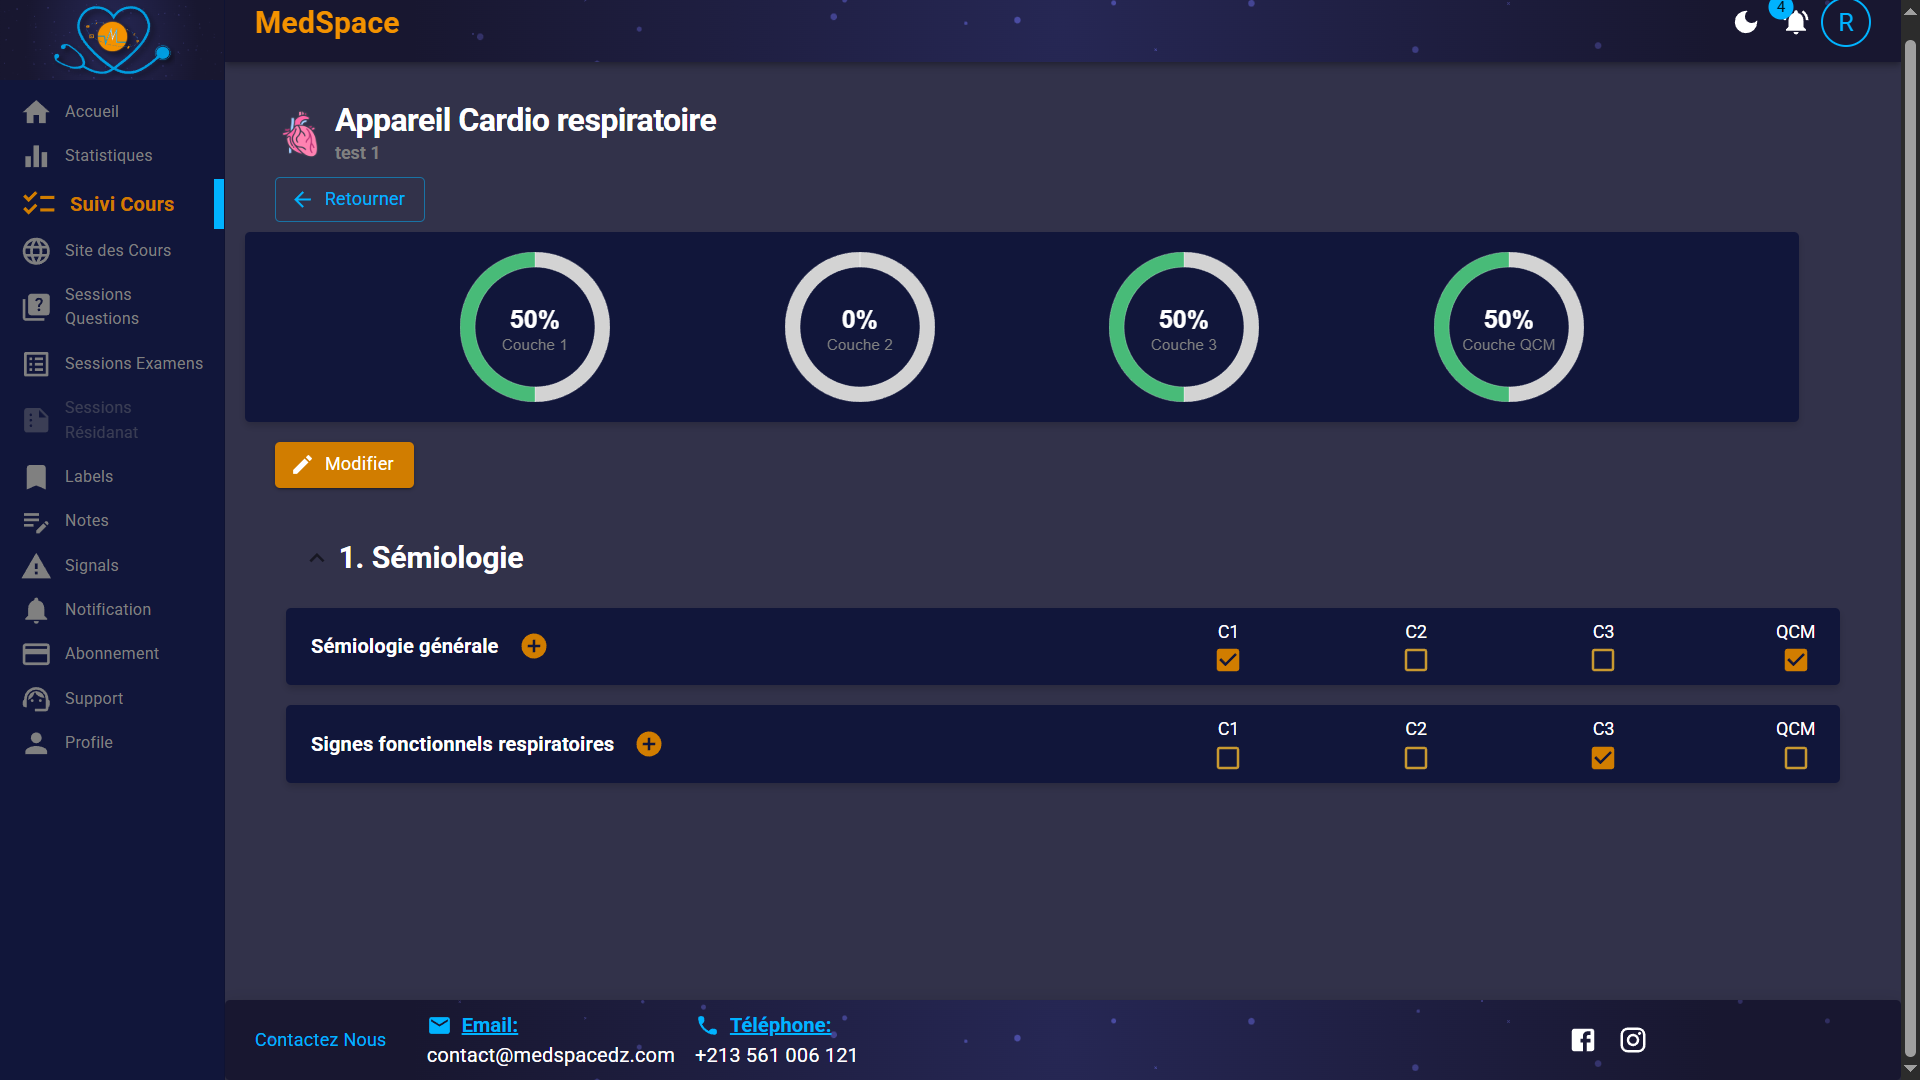 MedSpace
4
R
Accueil
Statistiques
Suivi Cours
Site des Cours
Sessions
Questions
Sessions Examens
Sessions
Résidanat
Labels
Notes
Signals
Notification
Abonnement
Support
Profile
Appareil Cardio respiratoire
test 1
Retourner
50%
Couche 1
0%
Couche 2
50%
Couche 3
50%
Couche QCM
Modifier
1. Sémiologie
Sémiologie générale
C1
C2
C3
QCM
Signes fonctionnels respiratoires
C1
C2
C3
QCM
Contactez Nous
Email:
contact@medspacedz.com
Téléphone:
+213 561 006 121